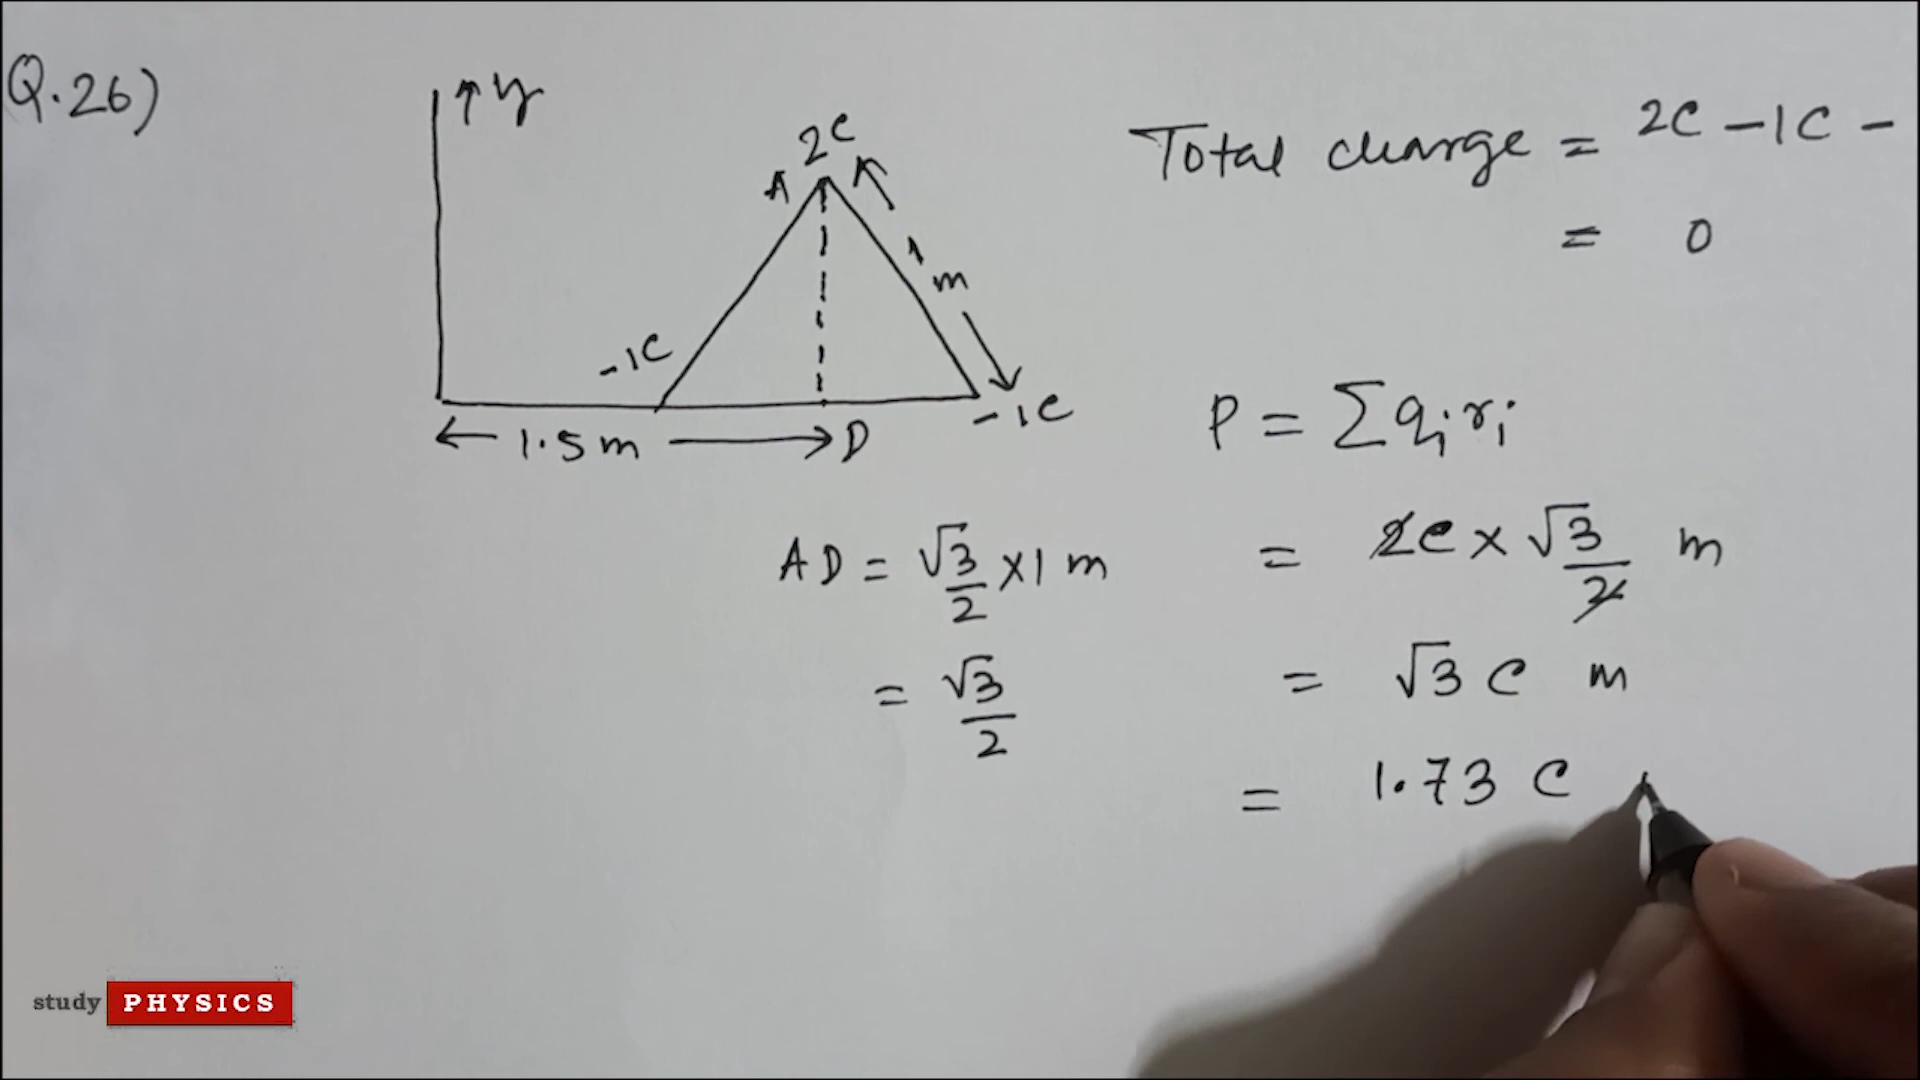 Q.26)
↑ y
2C
A
1 m
-1C
-1C
← 1.5 m → D
Total charge = 2C - 1C -
= 0
P = ∑ qᵢ rᵢ
AD = √3/2 × 1 m
= √3/2
= 2C × √3/2 m
= √3 C m
= 1.73 C
study PHYSICS